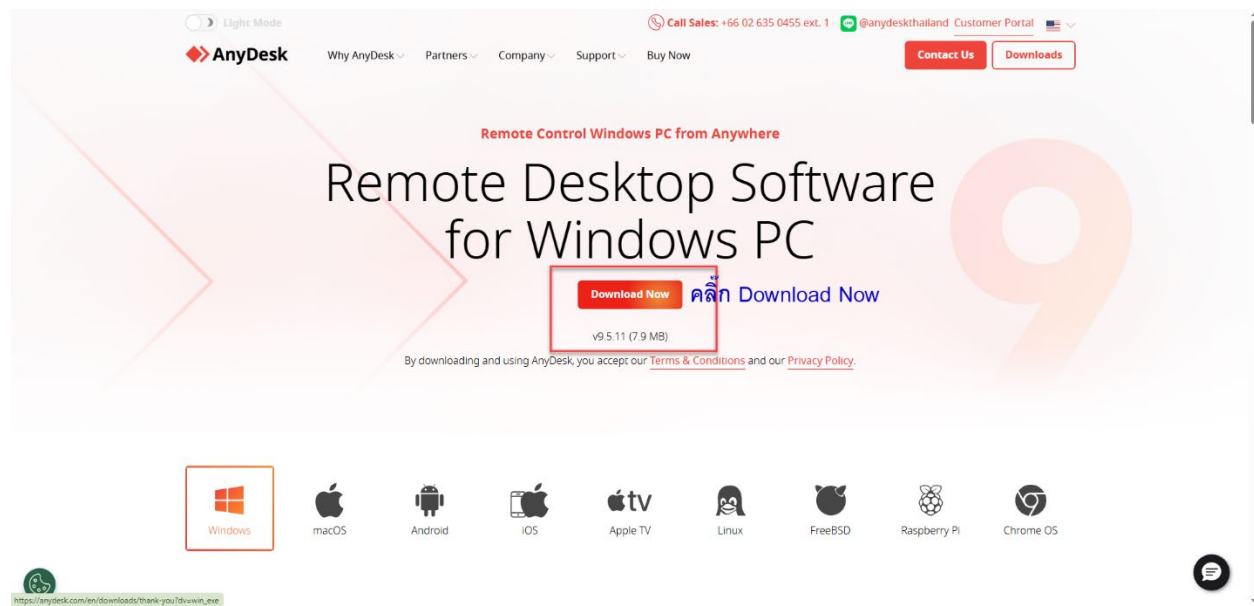 Light Mode
Call Sales: +66 02 635 0455 ext. 1 @anydeskthailand Customer Portal
AnyDesk Why AnyDesk Partners Company Support Buy Now Contact Us Downloads
Remote Control Windows PC from Anywhere
Remote Desktop Software
for Windows PC
9
Download Now คลิ๊ก Download Now
v9.5.11 (7.9 MB)
By downloading and using AnyDesk, you accept our Terms & Conditions and our Privacy Policy.
tv
Windows macOS Android iOS Apple TV Linux FreeBSD Raspberry Pi Chrome OS
https://anydesk.com/en/downloads/thank-you?dv=win_exe